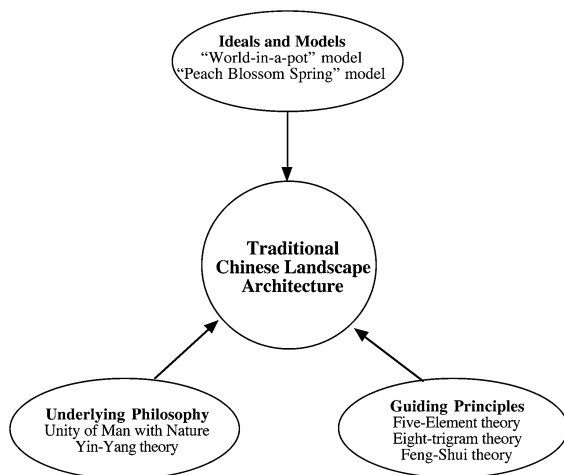 Ideals and Models
“World-in-a-pot” model
“Peach Blossom Spring” model
Traditional
Chinese Landscape
Architecture
Underlying Philosophy
Unity of Man with Nature
Yin-Yang theory
Guiding Principles
Five-Element theory
Eight-trigram theory
Feng-Shui theory